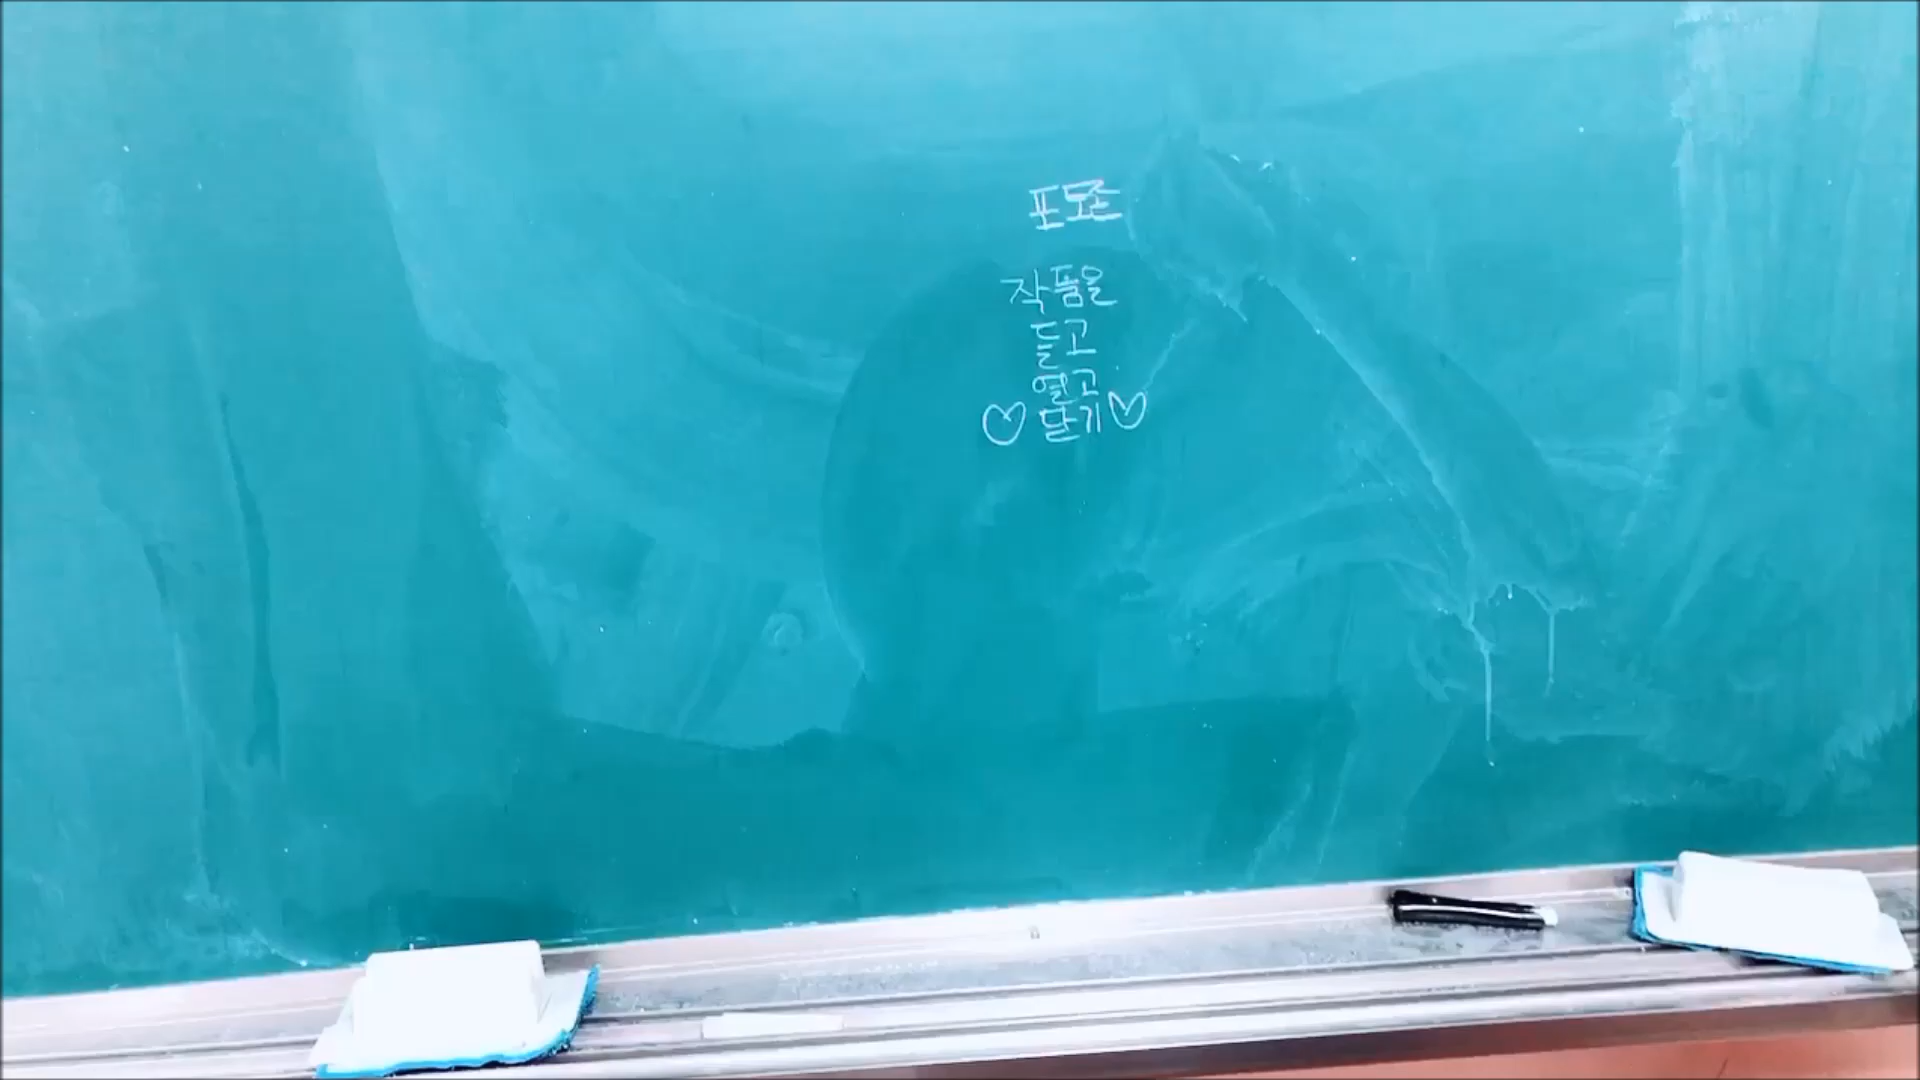 포토존
작품을
들고
열고
♡ 닫기 ♡